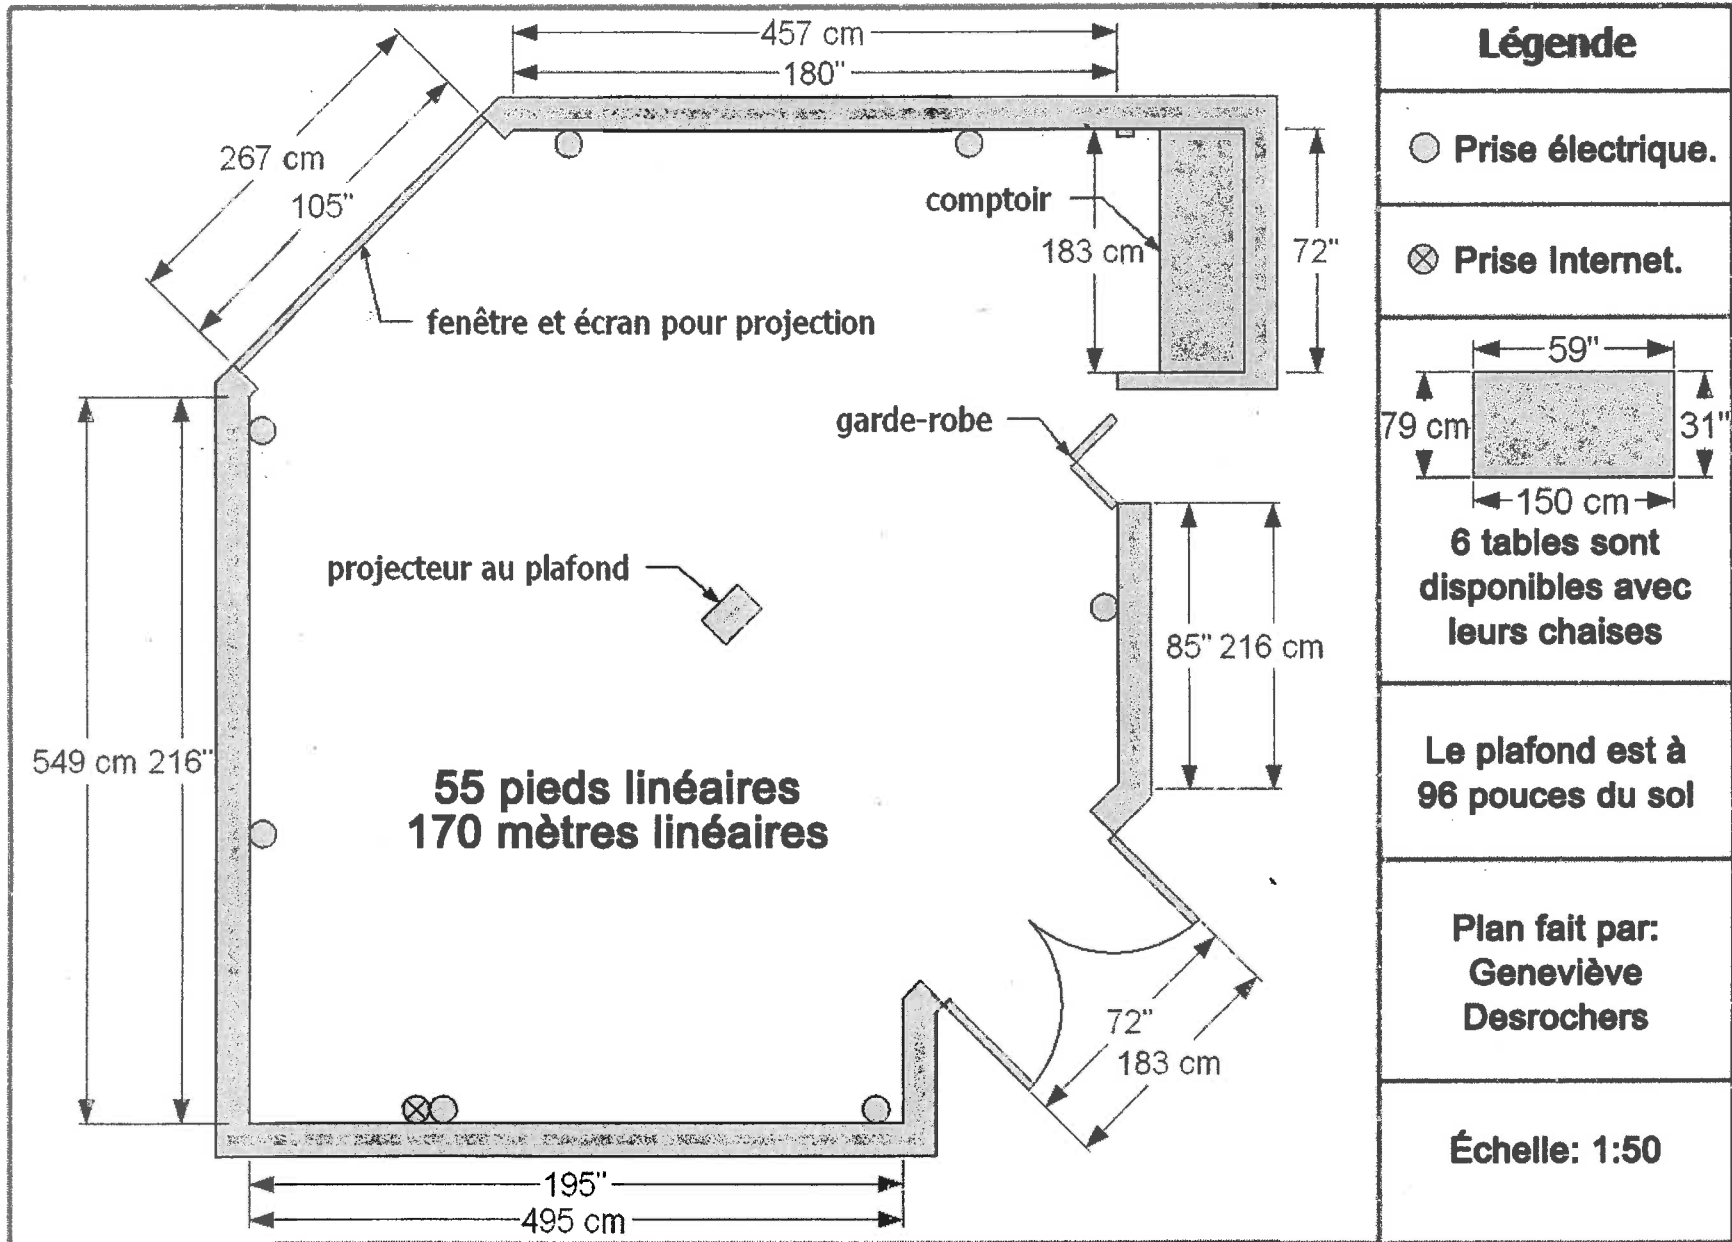 457 cm
180"
267 cm
105"
comptoir
183 cm
72"
fenêtre et écran pour projection
garde-robe
projecteur au plafond
85" 216 cm
549 cm 216"
55 pieds linéaires
170 mètres linéaires
72"
183 cm
195"
495 cm
Légende
Prise électrique.
Prise Internet.
59"
79 cm
31"
150 cm
6 tables sont
disponibles avec
leurs chaises
Le plafond est à
96 pouces du sol
Plan fait par:
Geneviève
Desrochers
Échelle: 1:50